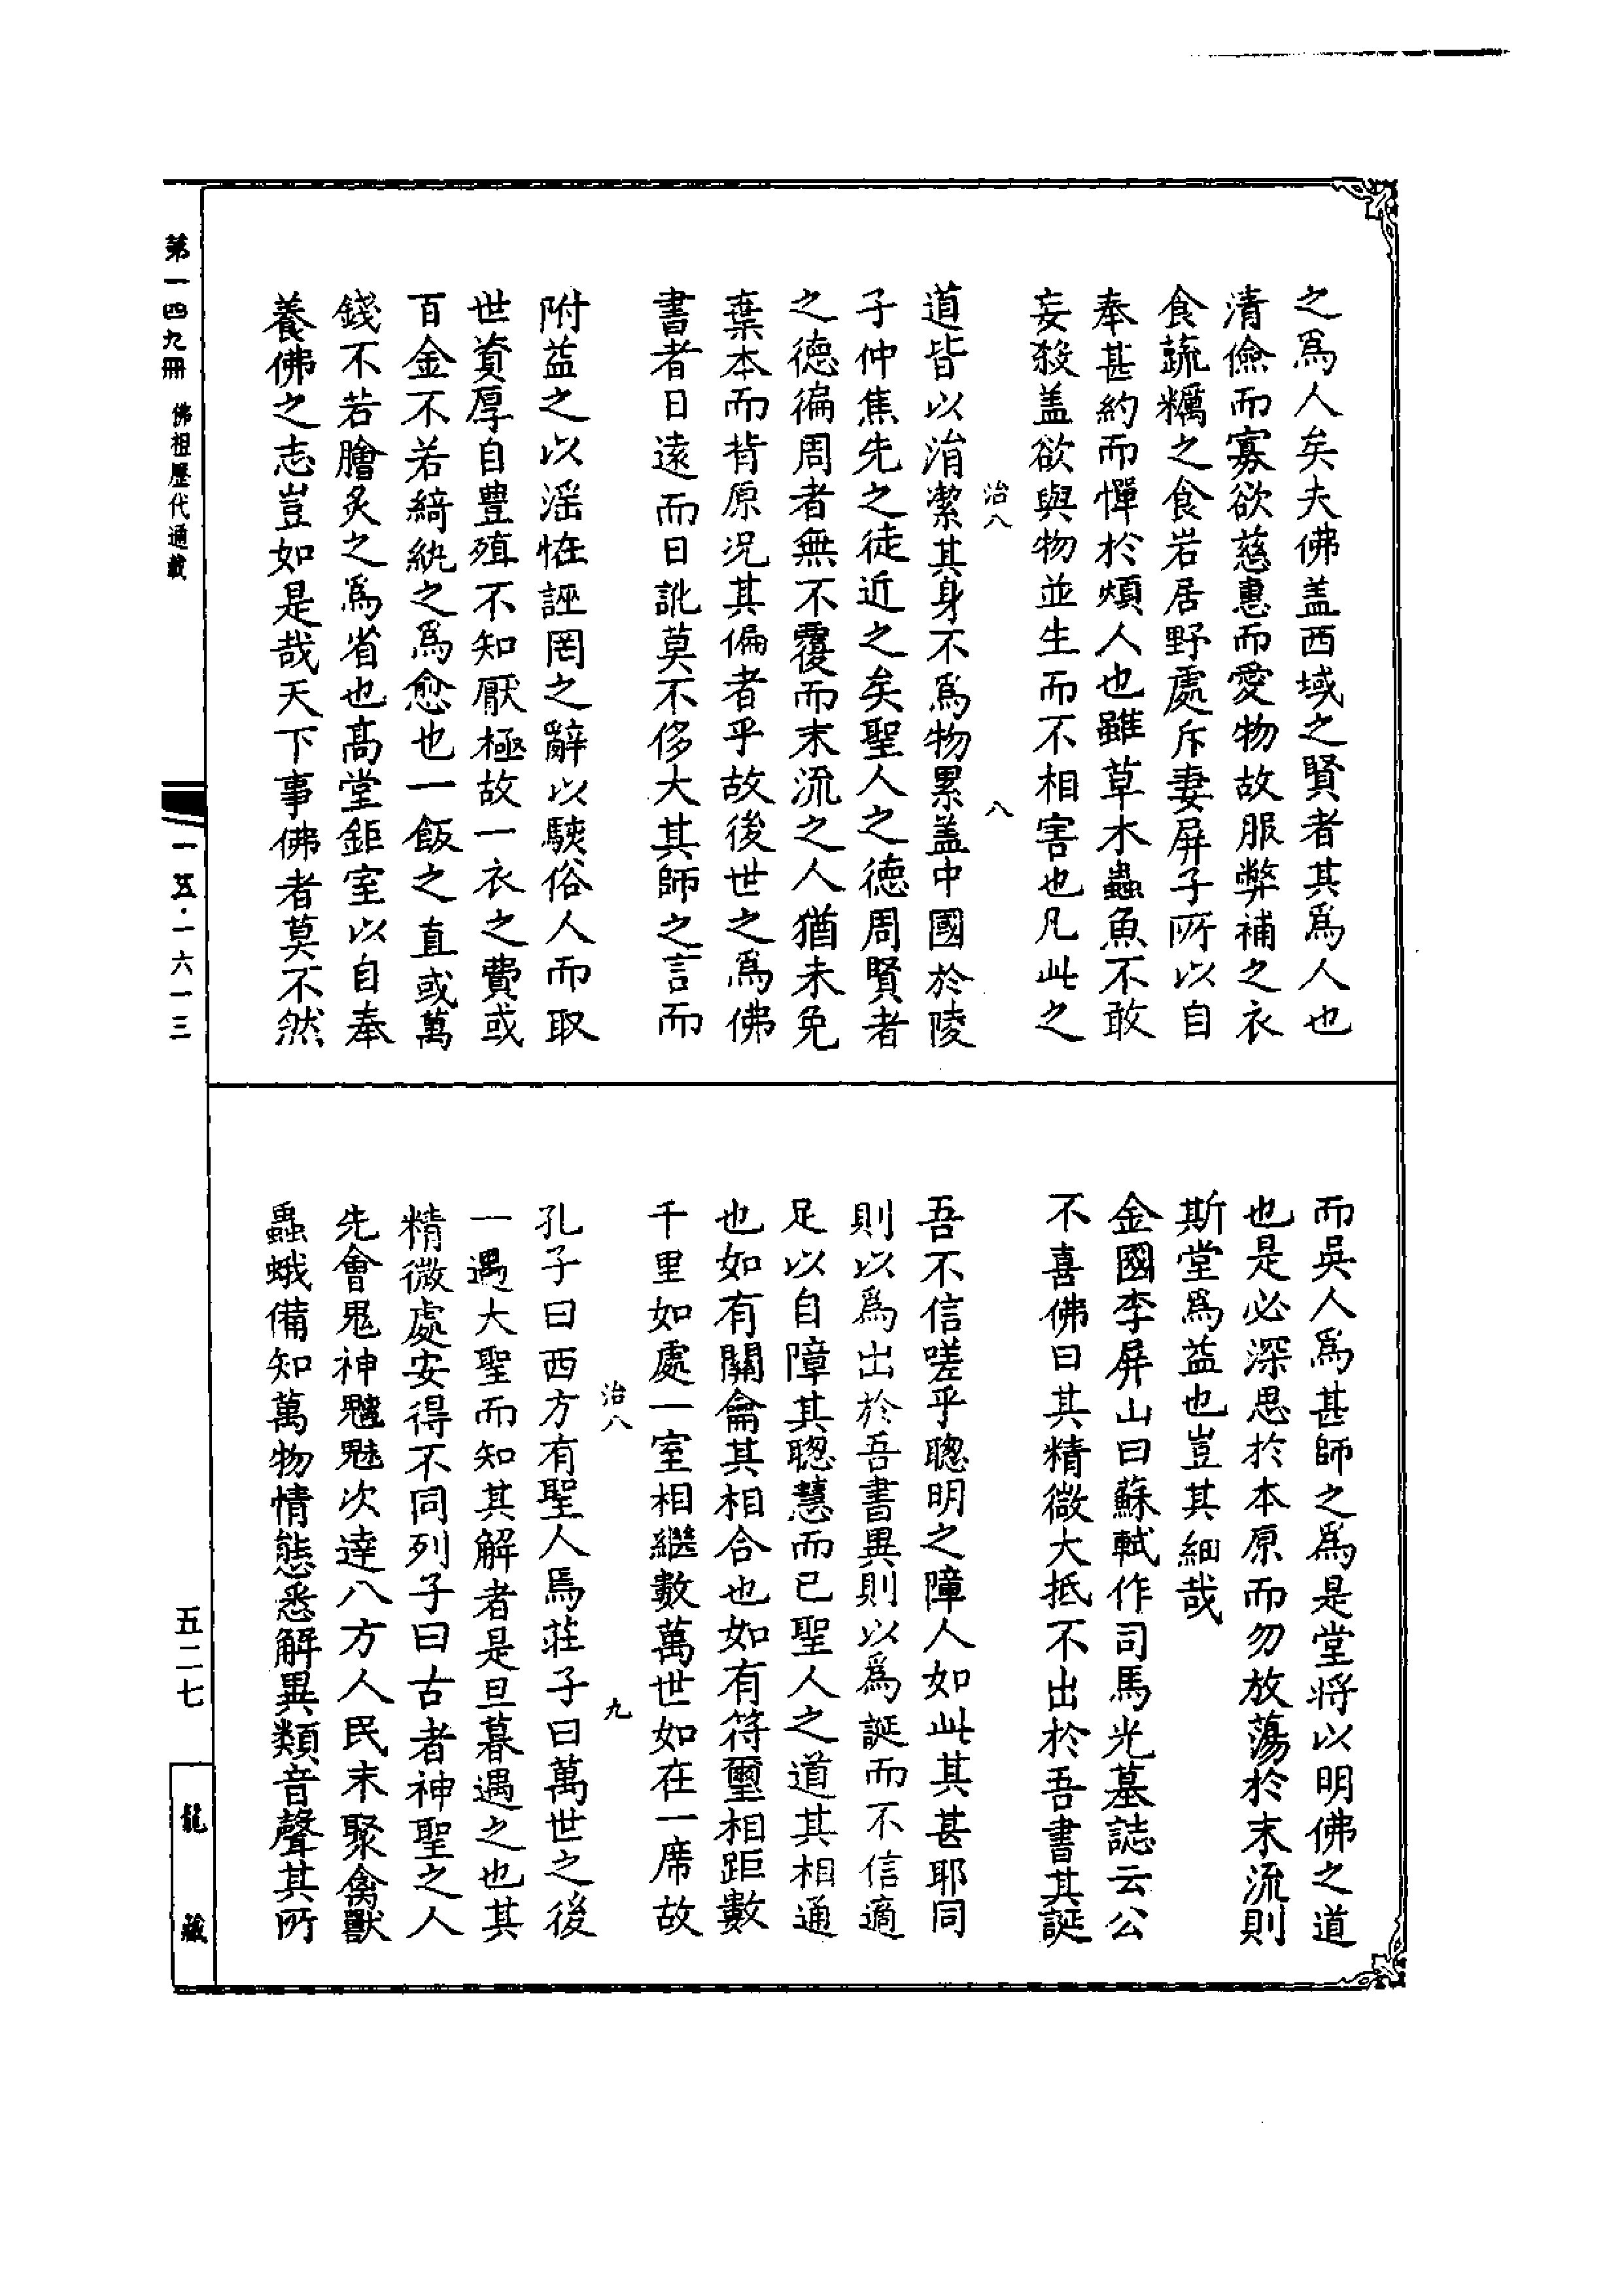 之爲人矣夫佛盖西域之賢者其爲人也
清儉而寡欲慈惠而愛物故服弊補之衣
食蔬糲之食岩居野處斥妻屏子所以自
奉甚約而憚於煩人也雖草木蟲魚不敢
妄殺盖欲與物並生而不相害也凡此之
治八 八
道皆以涓潔其身不爲物累盖中國於陵
子仲焦先之徒近之矣聖人之德周賢者
之德徧周者無不覆而末流之人猶未免
棄本而背原况其偏者乎故後世之爲佛
書者日逺而日訛莫不侈大其師之言而
附益之以滛恠誣罔之辭以駭俗人而取
世資厚自豊殖不知厭極故一衣之費或
百金不若綺紈之爲愈也一飯之直或萬
錢不若膾炙之爲省也髙堂鉅室以自奉
養佛之志豈如是哉天下事佛者莫不然
而吳人爲甚師之爲是堂將以明佛之道
也是必深思於本原而勿放蕩於末流則
斯堂爲益也豈其細哉
金國李屏山曰蘇軾作司馬光墓誌云公
不喜佛曰其精微大抵不出於吾書其誕
吾不信嗟乎聰明之障人如此其甚耶同
則以爲出於吾書異則以爲誕而不信適
足以自障其聰慧而已聖人之道其相通
也如有關龠其相合也如有符璽相距數
千里如處一室相繼數萬世如在一席故
治八 九
孔子曰西方有聖人焉莊子曰萬世之後
一遇大聖而知其解者是旦暮遇之也其
精微處安得不同列子曰古者神聖之人
先會鬼神魑魅次達八方人民末聚禽獸
蟲蛾備知萬物情態悉解異類音聲其所
第一四九冊 佛祖歷代通載
一五·一六一三
五二七
龍藏